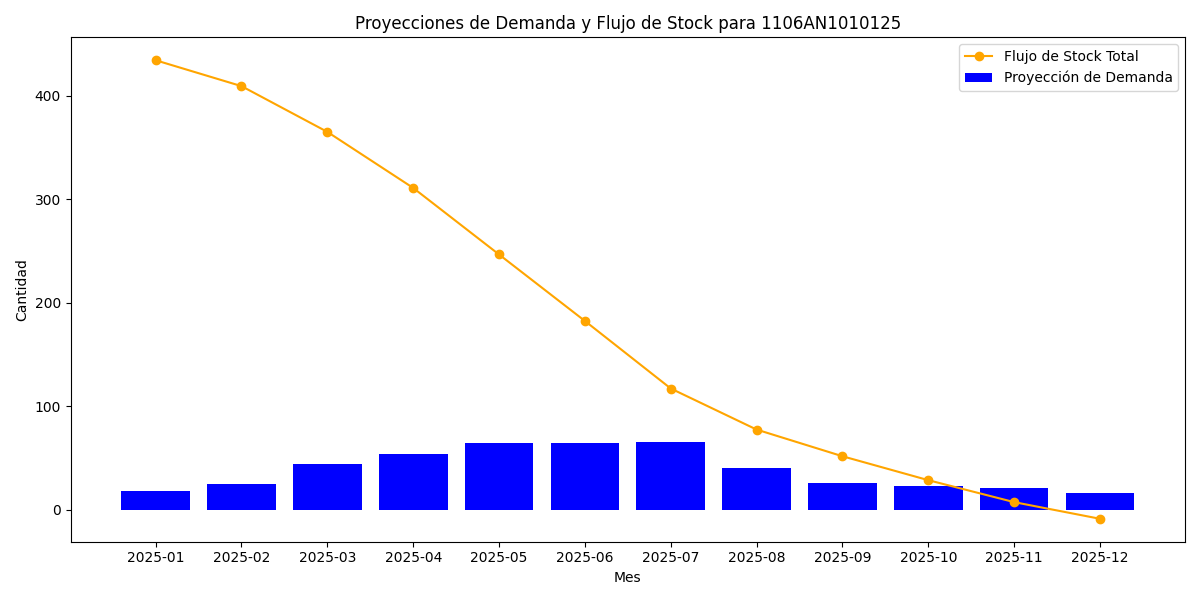 Proyecciones de Demanda y Flujo de Stock para 1106AN1010125
Flujo de Stock Total
Proyección de Demanda
Cantidad
400
300
200
100
0
2025-01 2025-02 2025-03 2025-04 2025-05 2025-06 2025-07 2025-08 2025-09 2025-10 2025-11 2025-12
Mes